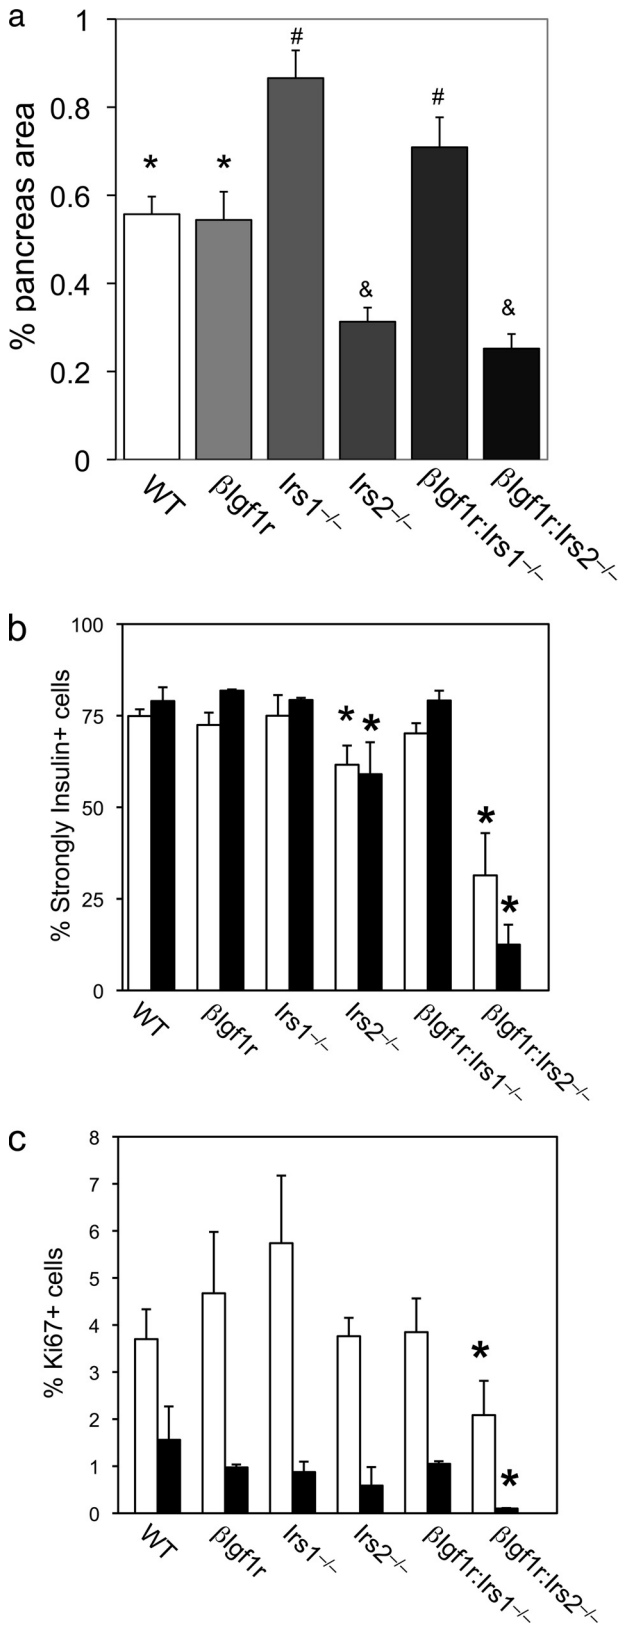 a
% pancreas area
1
0.8
0.6
0.4
0.2
0
* * # & # &
WT βIgf1r Irs1–/– Irs2–/– βIgf1r:Irs1–/– βIgf1r:Irs2–/–
b
% Strongly Insulin+ cells
100
75
50
25
0
* * * *
WT βIgf1r Irs1–/– Irs2–/– βIgf1r:Irs1–/– βIgf1r:Irs2–/–
c
% Ki67+ cells
8
7
6
5
4
3
2
1
0
* *
WT βIgf1r Irs1–/– Irs2–/– βIgf1r:Irs1–/– βIgf1r:Irs2–/–